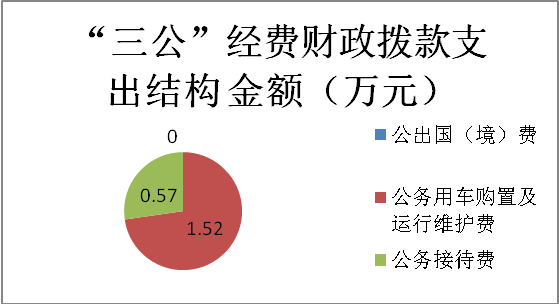 “三公”经费财政拨款支
出结构金额（万元）
0
0.57
1.52
公出国（境）费
公务用车购置及
运行维护费
公务接待费